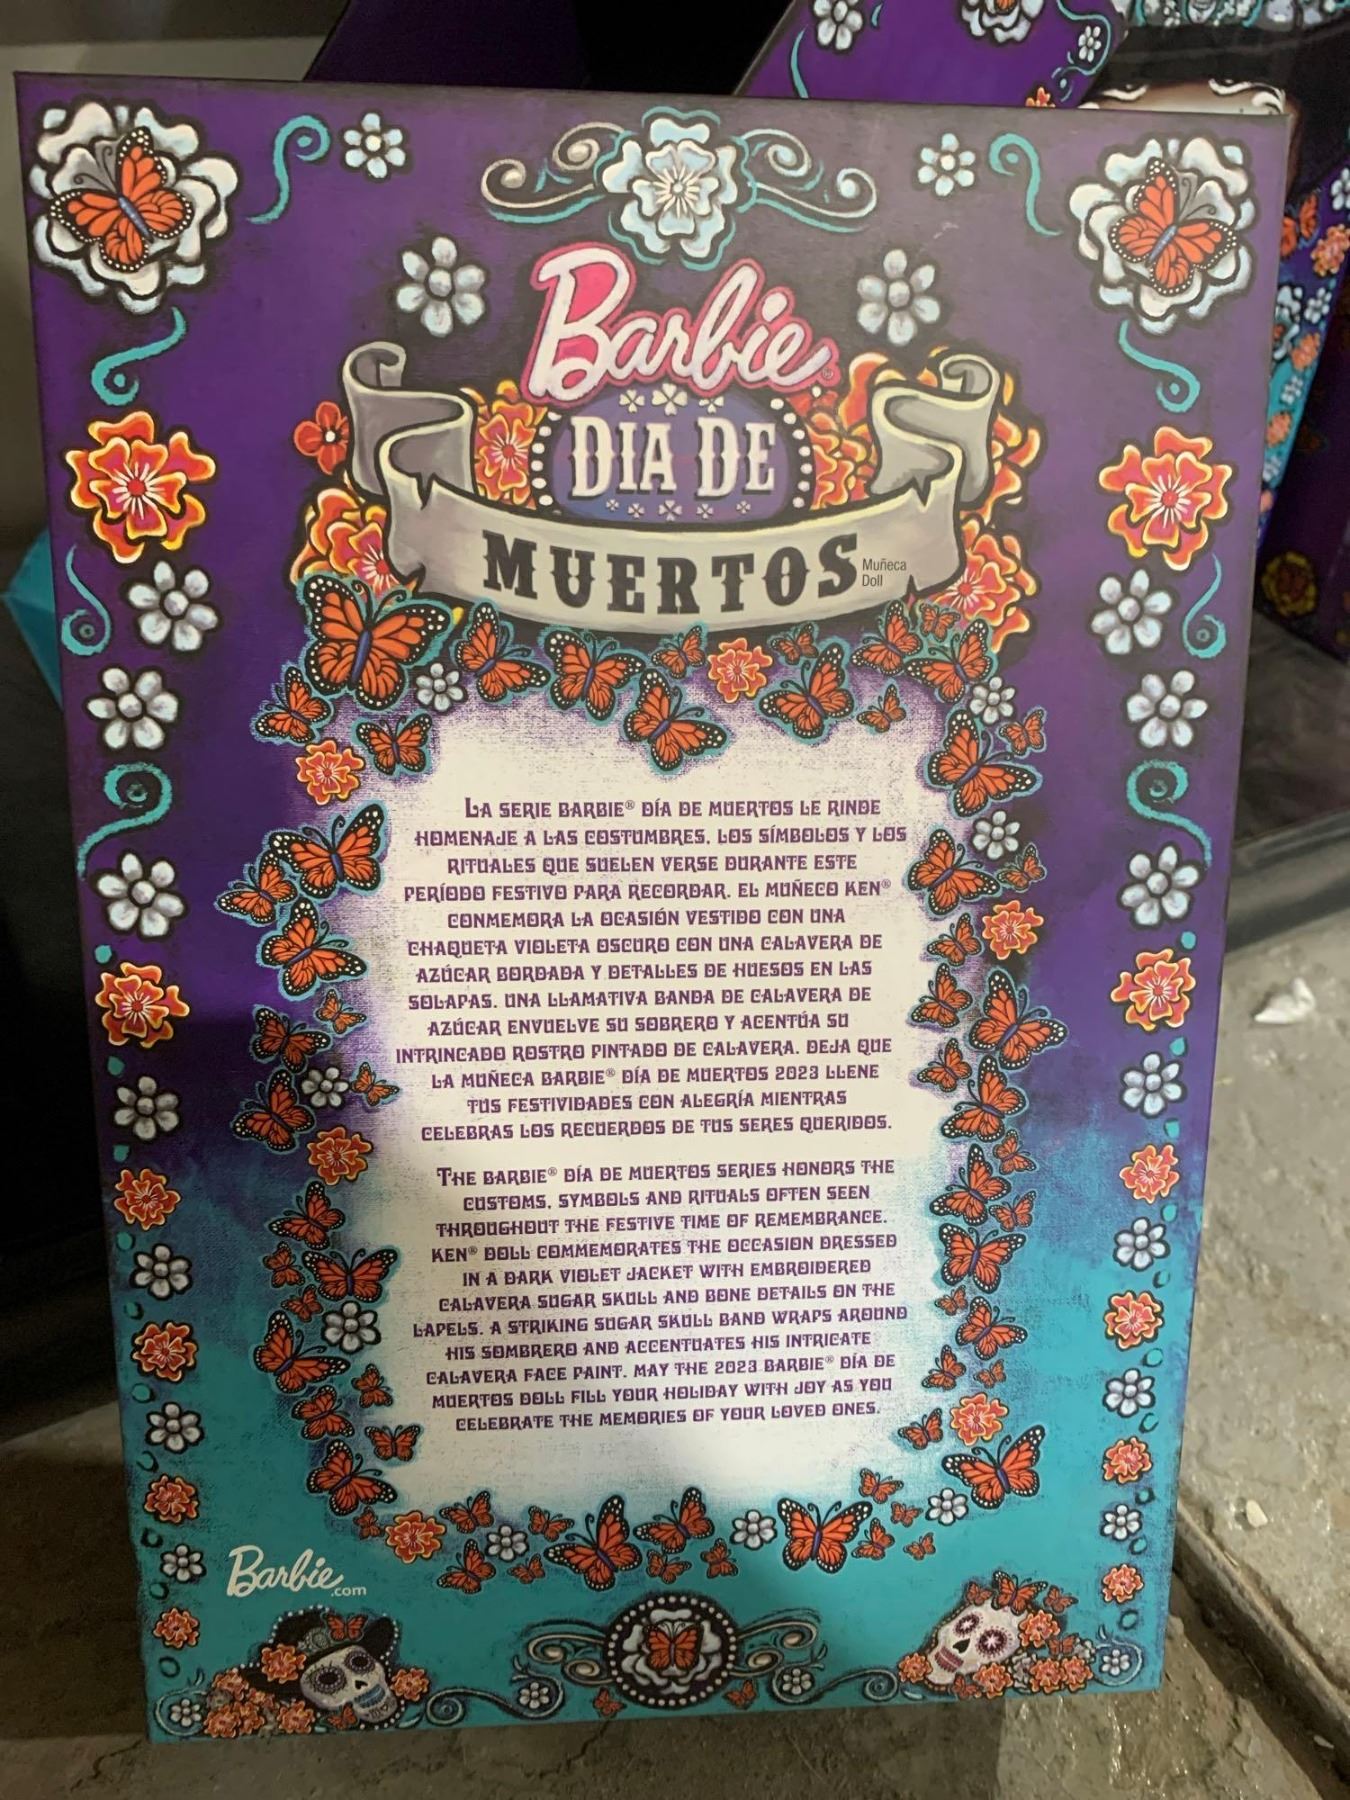 Barbie®
DIA DE
MUERTOS
Muñeca
Doll
LA SERIE BARBIE® DÍA DE MUERTOS LE RINDE
HOMENAJE A LAS COSTUMBRES, LOS SÍMBOLOS Y LOS
RITUALES QUE SUELEN VERSE DURANTE ESTE
PERÍODO FESTIVO PARA RECORDAR. EL MUÑECO KEN®
CONMEMORA LA OCASIÓN VESTIDO CON UNA
CHAQUETA VIOLETA OSCURO CON UNA CALAVERA DE
AZÚCAR BORDADA Y DETALLES DE HUESOS EN LAS
SOLAPAS. UNA LLAMATIVA BANDA DE CALAVERA DE
AZÚCAR ENVUELVE SU SOBRERO Y ACENTÚA SU
INTRINCADO ROSTRO PINTADO DE CALAVERA. DEJA QUE
LA MUÑECA BARBIE® DÍA DE MUERTOS 2023 LLENE
TUS FESTIVIDADES CON ALEGRÍA MIENTRAS
CELEBRAS LOS RECUERDOS DE TUS SERES QUERIDOS.
THE BARBIE® DÍA DE MUERTOS SERIES HONORS THE
CUSTOMS, SYMBOLS AND RITUALS OFTEN SEEN
THROUGHOUT THE FESTIVE TIME OF REMEMBRANCE.
KEN® DOLL COMMEMORATES THE OCCASION DRESSED
IN A DARK VIOLET JACKET WITH EMBROIDERED
CALAVERA SUGAR SKULL AND BONE DETAILS ON THE
LAPELS. A STRIKING SUGAR SKULL BAND WRAPS AROUND
HIS SOMBRERO AND ACCENTUATES HIS INTRICATE
CALAVERA FACE PAINT. MAY THE 2023 BARBIE® DÍA DE
MUERTOS DOLL FILL YOUR HOLIDAY WITH JOY AS YOU
CELEBRATE THE MEMORIES OF YOUR LOVED ONES.
Barbie.com